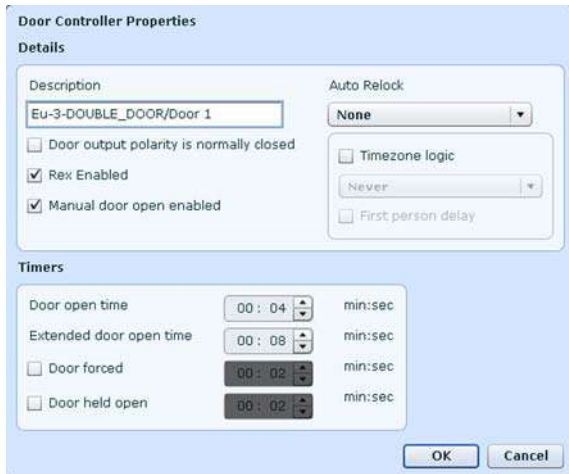 Door Controller Properties
Details
Description
Eu-3-DOUBLE_DOOR/Door 1
Door output polarity is normally closed
Rex Enabled
Manual door open enabled
Auto Relock
None
Timezone logic
Never
First person delay
Timers
Door open time 00: 04 min:sec
Extended door open time 00: 08 min:sec
Door forced 00: 02 min:sec
Door held open 00: 02 min:sec
OK Cancel